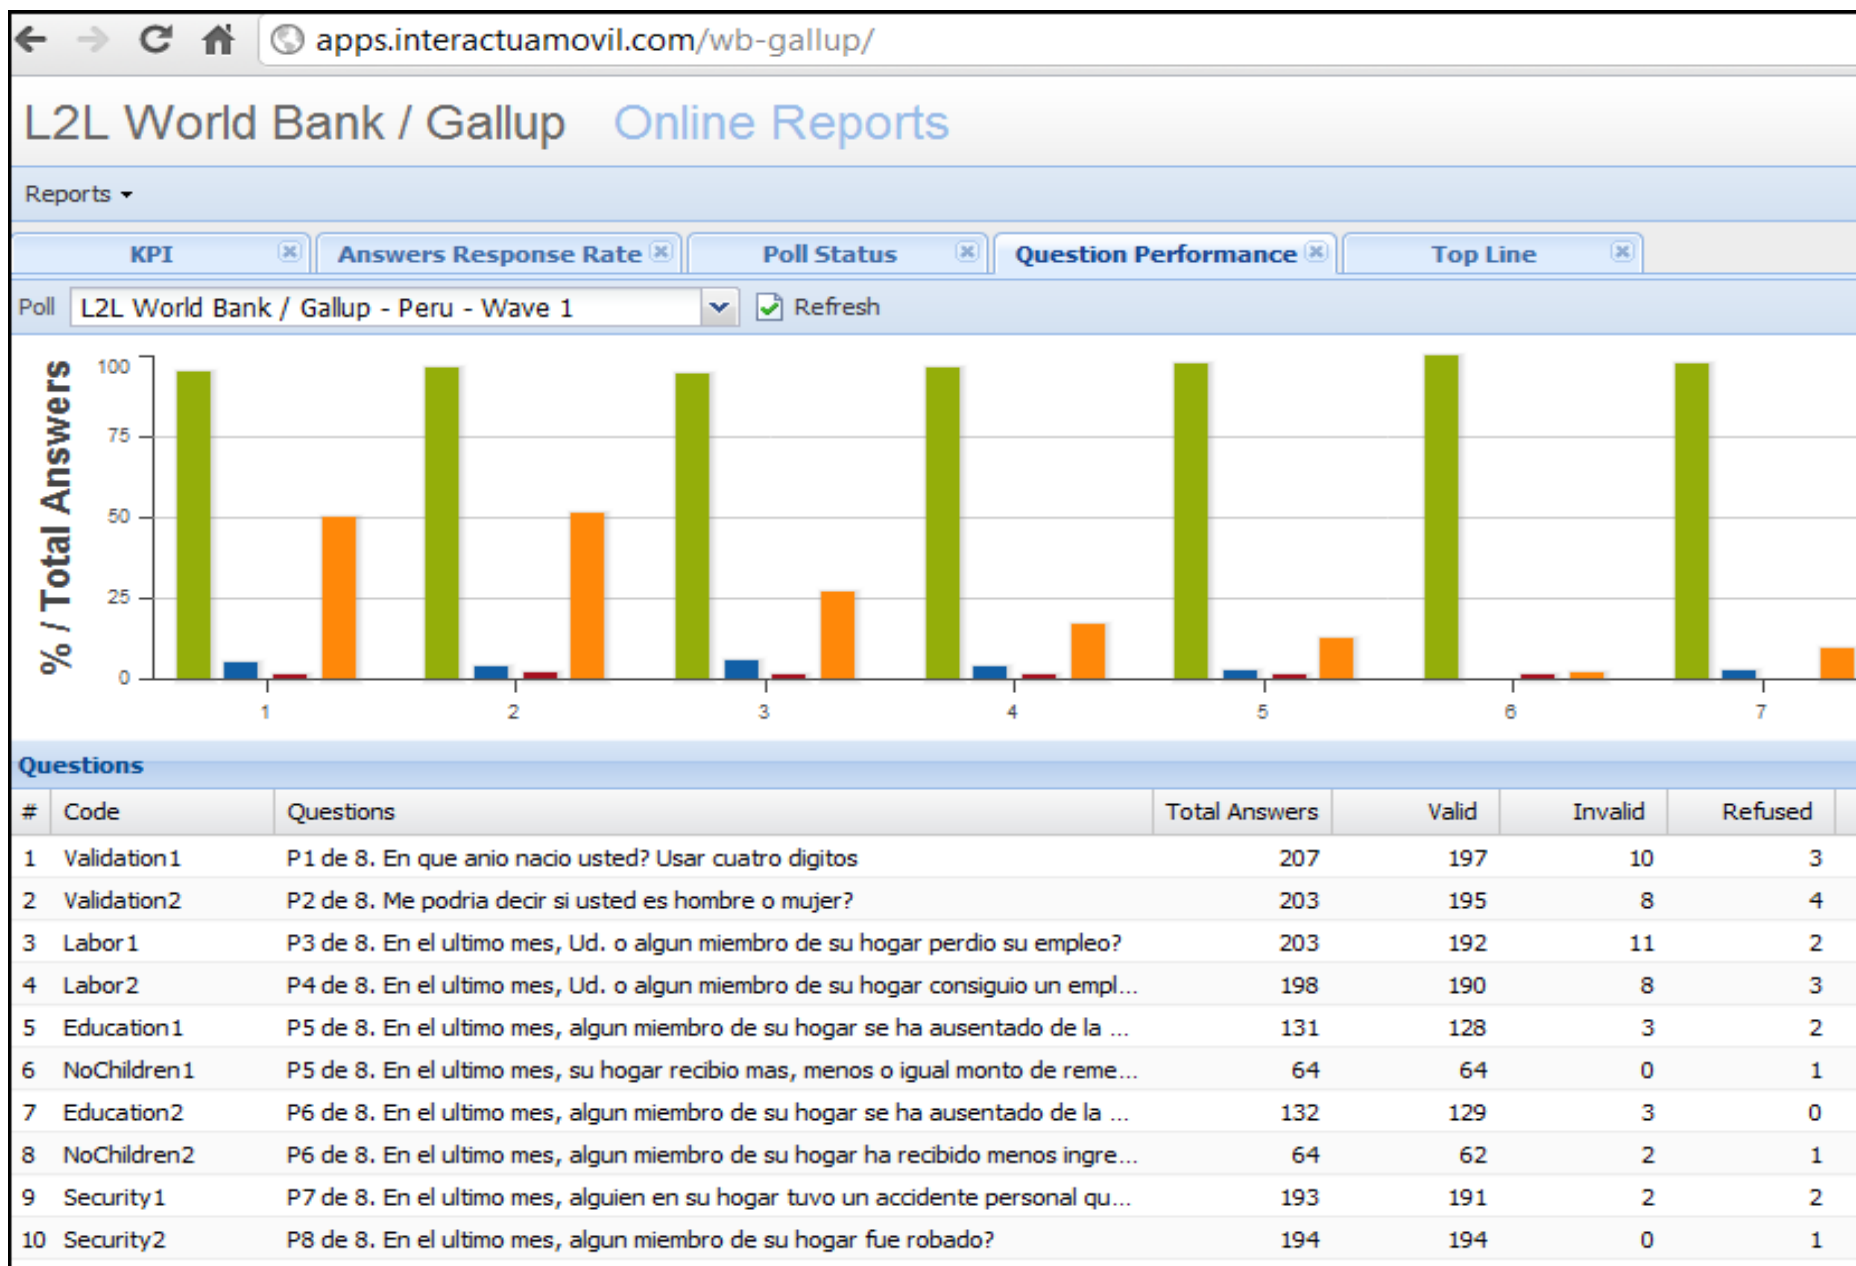 apps.interactuamovil.com/wb-gallup/
L2L World Bank / Gallup Online Reports
Reports
KPI Answers Response Rate Poll Status Question Performance Top Line
Poll L2L World Bank / Gallup - Peru - Wave 1 Refresh
% / Total Answers
100
75
50
25
0
1 2 3 4 5 6 7
Questions
# Code Questions Total Answers Valid Invalid Refused
1 Validation1 P1 de 8. En que anio nacio usted? Usar cuatro digitos 207 197 10 3
2 Validation2 P2 de 8. Me podria decir si usted es hombre o mujer? 203 195 8 4
3 Labor1 P3 de 8. En el ultimo mes, Ud. o algun miembro de su hogar perdio su empleo? 203 192 11 2
4 Labor2 P4 de 8. En el ultimo mes, Ud. o algun miembro de su hogar consiguio un empl... 198 190 8 3
5 Education1 P5 de 8. En el ultimo mes, algun miembro de su hogar se ha ausentado de la ... 131 128 3 2
6 NoChildren1 P5 de 8. En el ultimo mes, su hogar recibio mas, menos o igual monto de reme... 64 64 0 1
7 Education2 P6 de 8. En el ultimo mes, algun miembro de su hogar se ha ausentado de la ... 132 129 3 0
8 NoChildren2 P6 de 8. En el ultimo mes, algun miembro de su hogar ha recibido menos ingre... 64 62 2 1
9 Security1 P7 de 8. En el ultimo mes, alguien en su hogar tuvo un accidente personal qu... 193 191 2 2
10 Security2 P8 de 8. En el ultimo mes, algun miembro de su hogar fue robado? 194 194 0 1